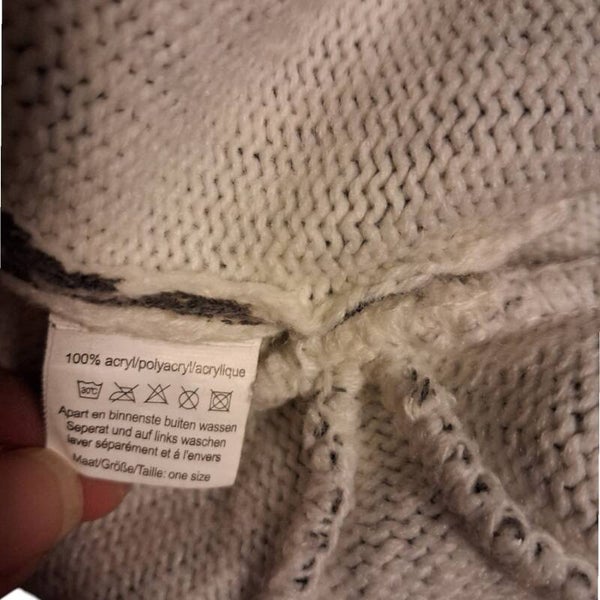 100% acryl/polyacryl/acrylique
30°C
Apart en binnenste buiten wassen
Seperat und auf links waschen
laver séparément et á l'envers
Maat/Größe/Taille: one size